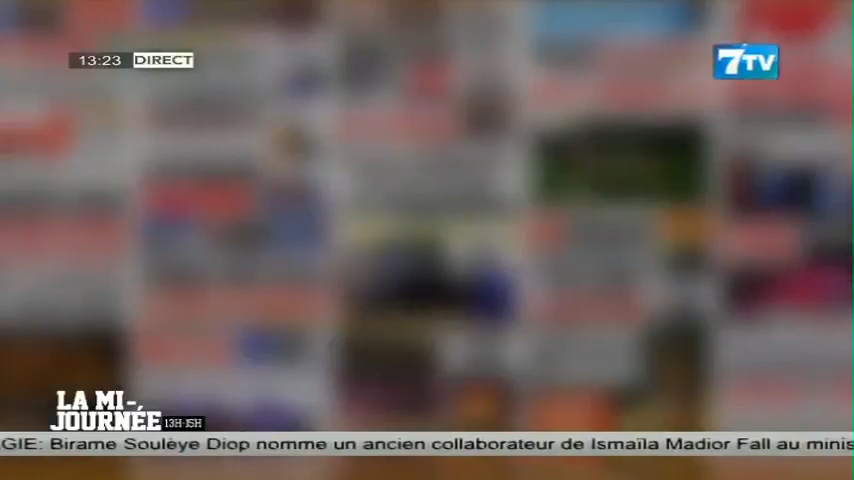 13:23 DIRECT
7TV
LA MI-
JOURNÉE 13H-15H
GIE: Birame Soulèye Diop nomme un ancien collaborateur de Ismaïla Madior Fall au minis